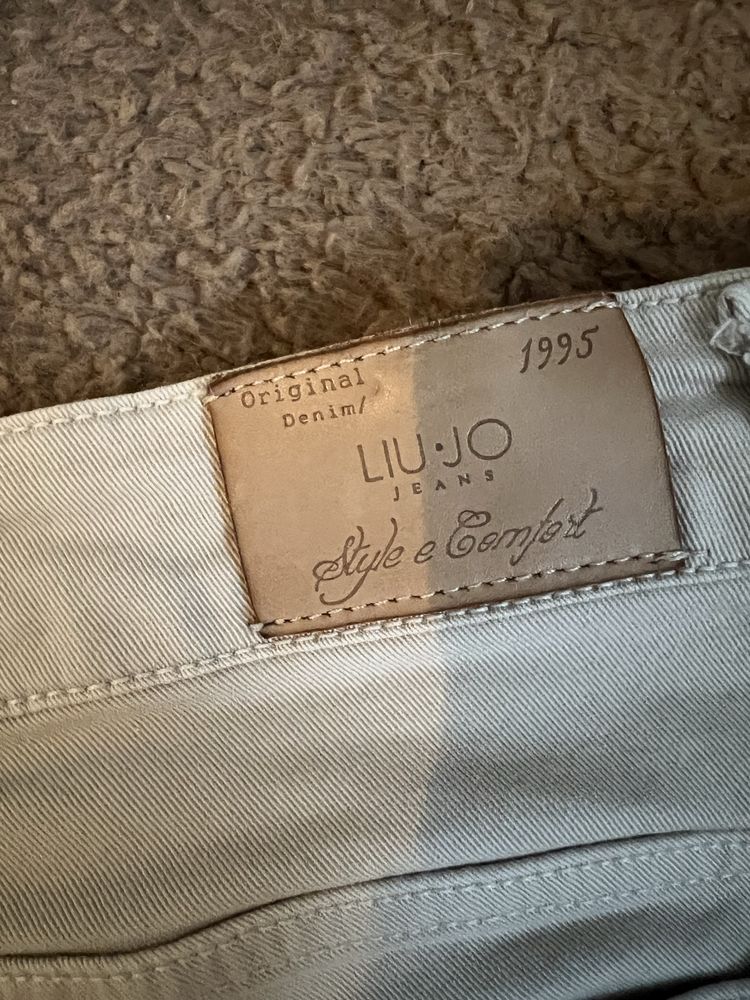 Original 1995
Denim/
LIU·JO
JEANS
Style e Comfort